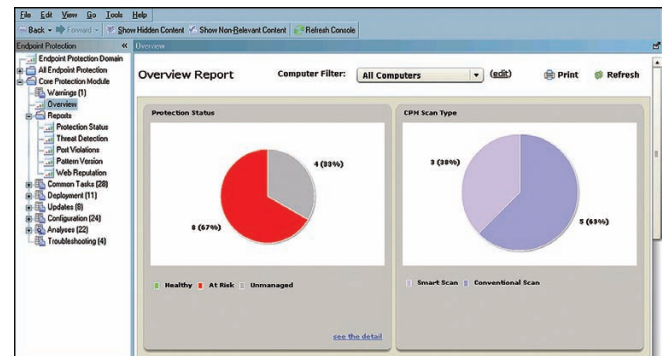 File Edit View Go Tools Help
Back Forward Show Hidden Content Show Non-Relevant Content Refresh Console
Endpoint Protection «
Overview
Endpoint Protection Domain
All Endpoint Protection
Core Protection Module
Warnings (1)
Overview
Reports
Protection Status
Threat Detection
Port Violations
Pattern Version
Web Reputation
Common Tasks (28)
Deployment (11)
Updates (8)
Configuration (24)
Analyses (22)
Troubleshooting (4)
Overview Report Computer Filter: All Computers (edit) Print Refresh
Protection Status
4 (33%)
8 (67%)
Healthy At Risk Unmanaged
see the detail
CPM Scan Type
3 (38%)
5 (63%)
Smart Scan Conventional Scan